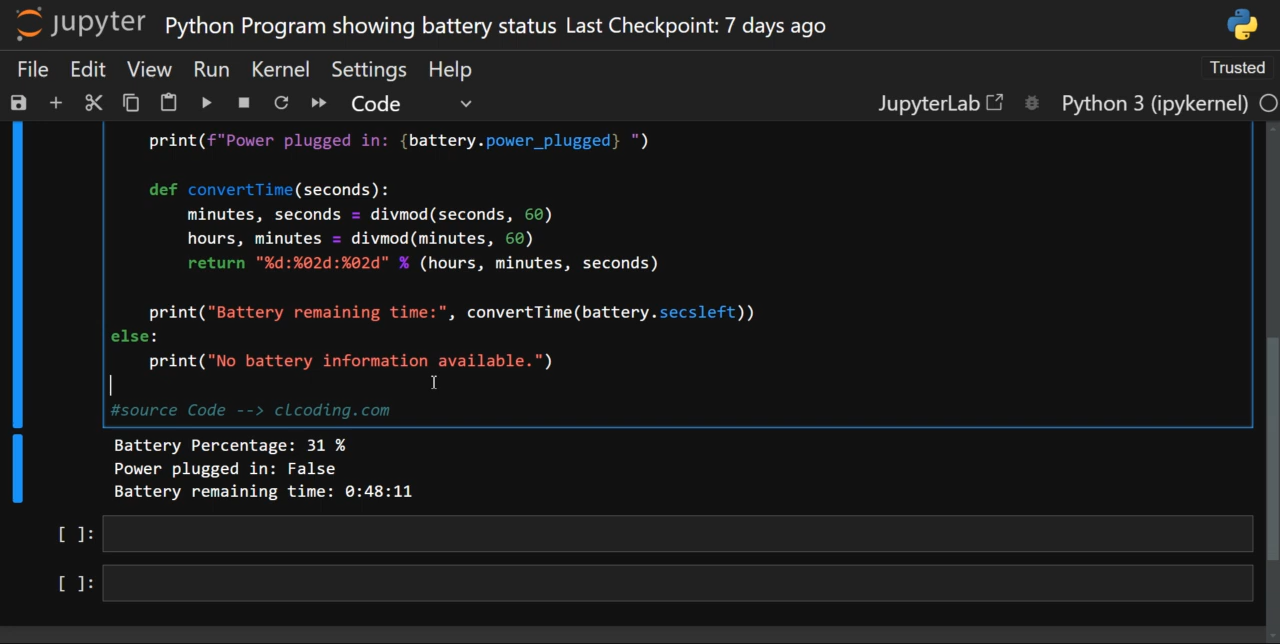 jupyter Python Program showing battery status Last Checkpoint: 7 days ago
File Edit View Run Kernel Settings Help Trusted
Code JupyterLab Python 3 (ipykernel)
print(f"Power plugged in: {battery.power_plugged} ")
def convertTime(seconds):
minutes, seconds = divmod(seconds, 60)
hours, minutes = divmod(minutes, 60)
return "%d:%02d:%02d" % (hours, minutes, seconds)
print("Battery remaining time:", convertTime(battery.secsleft))
else:
print("No battery information available.")
#source Code --> clcoding.com
Battery Percentage: 31 %
Power plugged in: False
Battery remaining time: 0:48:11
[ ]:
[ ]: